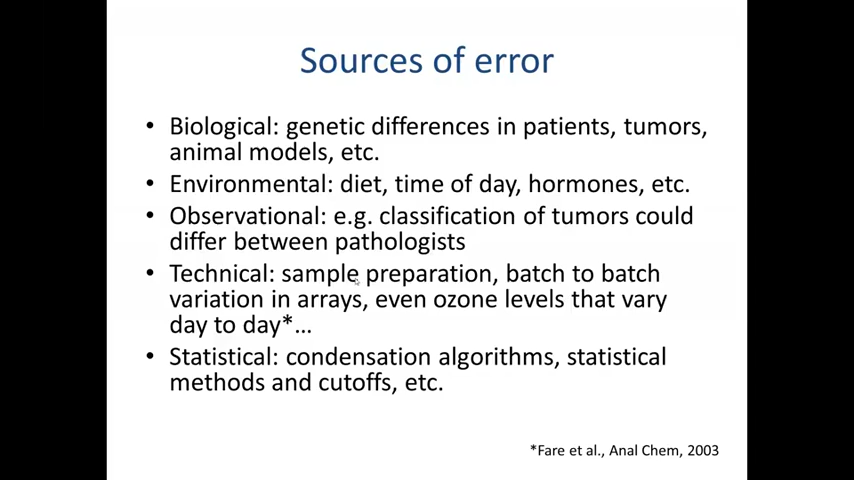 Sources of error
• Biological: genetic differences in patients, tumors,
animal models, etc.
• Environmental: diet, time of day, hormones, etc.
• Observational: e.g. classification of tumors could
differ between pathologists
• Technical: sample preparation, batch to batch
variation in arrays, even ozone levels that vary
day to day*...
• Statistical: condensation algorithms, statistical
methods and cutoffs, etc.
*Fare et al., Anal Chem, 2003